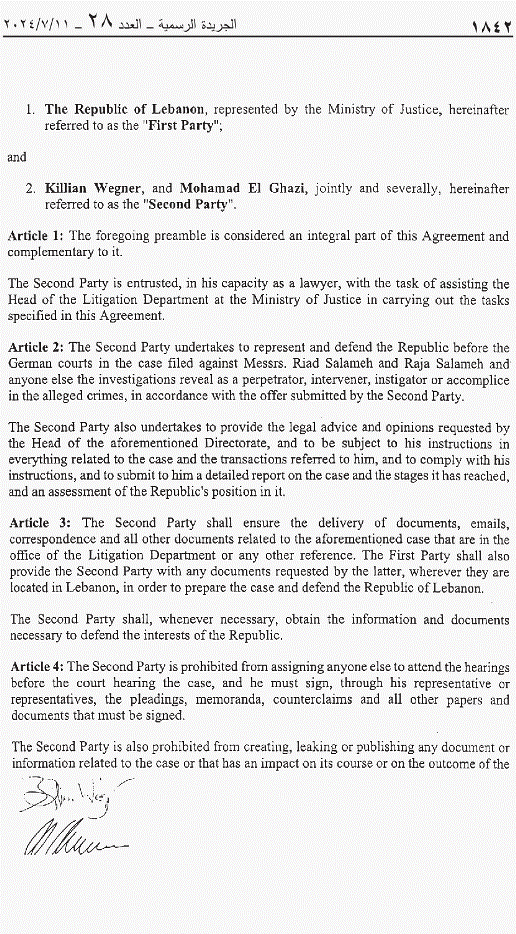 ١٨٤٢ الجريدة الرسمية – العدد ٢٨ – ٢٠٢٤/٧/١١
1. The Republic of Lebanon, represented by the Ministry of Justice, hereinafter
referred to as the "First Party";
and
2. Killian Wegner, and Mohamad El Ghazi, jointly and severally, hereinafter
referred to as the "Second Party".
Article 1: The foregoing preamble is considered an integral part of this Agreement and
complementary to it.
The Second Party is entrusted, in his capacity as a lawyer, with the task of assisting the
Head of the Litigation Department at the Ministry of Justice in carrying out the tasks
specified in this Agreement.
Article 2: The Second Party undertakes to represent and defend the Republic before the
German courts in the case filed against Messrs. Riad Salameh and Raja Salameh and
anyone else the investigations reveal as a perpetrator, intervener, instigator or accomplice
in the alleged crimes, in accordance with the offer submitted by the Second Party.
The Second Party also undertakes to provide the legal advice and opinions requested by
the Head of the aforementioned Directorate, and to be subject to his instructions in
everything related to the case and the transactions referred to him, and to comply with his
instructions, and to submit to him a detailed report on the case and the stages it has reached,
and an assessment of the Republic's position in it.
Article 3: The Second Party shall ensure the delivery of documents, emails,
correspondence and all other documents related to the aforementioned case that are in the
office of the Litigation Department or any other reference. The First Party shall also
provide the Second Party with any documents requested by the latter, wherever they are
located in Lebanon, in order to prepare the case and defend the Republic of Lebanon.
The Second Party shall, whenever necessary, obtain the information and documents
necessary to defend the interests of the Republic.
Article 4: The Second Party is prohibited from assigning anyone else to attend the hearings
before the court hearing the case, and he must sign, through his representative or
representatives, the pleadings, memoranda, counterclaims and all other papers and
documents that must be signed.
The Second Party is also prohibited from creating, leaking or publishing any document or
information related to the case or that has an impact on its course or on the outcome of the